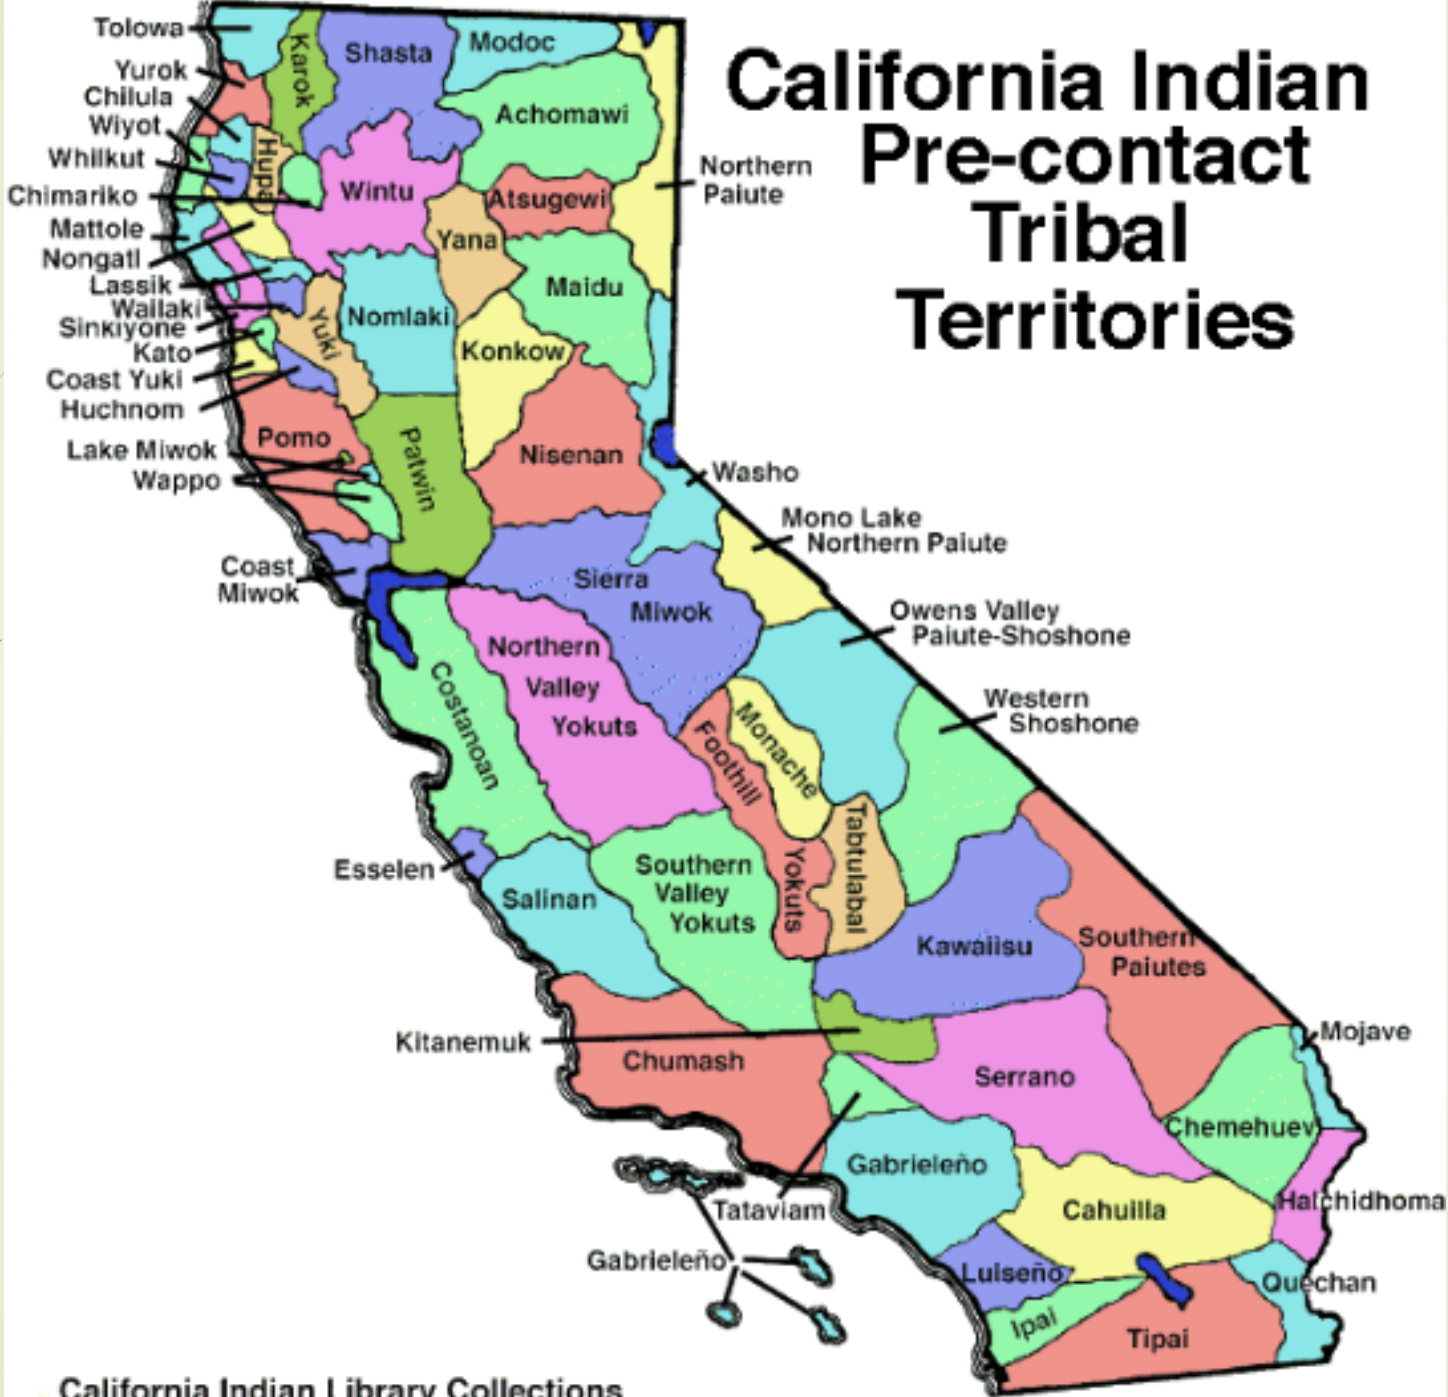 California Indian
Pre-contact
Tribal
Territories
Tolowa
Yurok
Chilula
Wiyot
Whilkut
Chimariko
Mattole
Nongatl
Lassik
Wailaki
Sinkiyone
Kato
Coast Yuki
Huchnom
Lake Miwok
Wappo
Coast
Miwok
Karok
Shasta
Modoc
Achomawi
Hupa
Wintu
Atsugewi
Yana
Northern
Paiute
Maidu
Nomlaki
Yuki
Konkow
Pomo
Patwin
Nisenan
Washo
Mono Lake
Northern Paiute
Sierra
Miwok
Owens Valley
Paiute-Shoshone
Northern
Valley
Yokuts
Costanoan
Western
Shoshone
Monache
Foothill
Yokuts
Tabtulabal
Esselen
Salinan
Southern
Valley
Yokuts
Kawaiisu
Southern
Paiutes
Kitanemuk
Chumash
Serrano
Mojave
Chemehuev
Gabrieleño
Tataviam
Cahuilla
Halchidhoma
Gabrieleño
Luiseño
Quechan
Ipai
Tipai
California Indian Library Collections